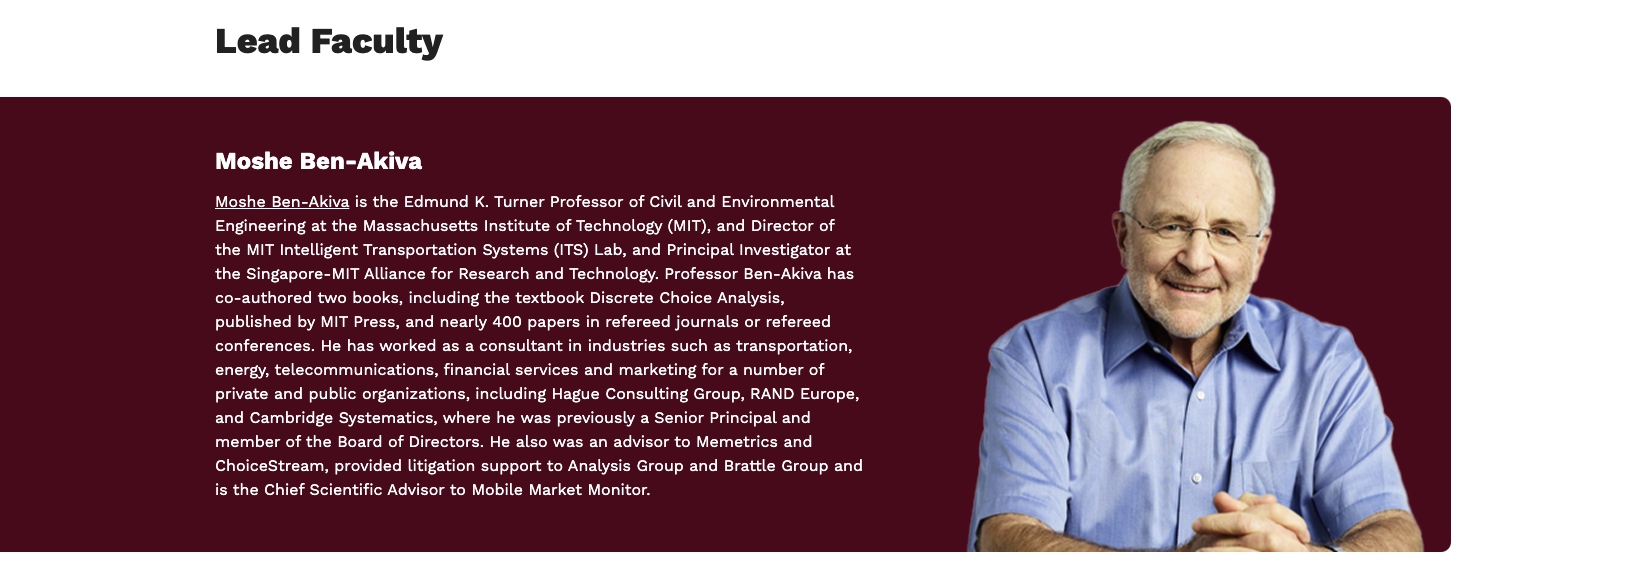 Lead Faculty
Moshe Ben-Akiva
Moshe Ben-Akiva is the Edmund K. Turner Professor of Civil and Environmental
Engineering at the Massachusetts Institute of Technology (MIT), and Director of
the MIT Intelligent Transportation Systems (ITS) Lab, and Principal Investigator at
the Singapore-MIT Alliance for Research and Technology. Professor Ben-Akiva has
co-authored two books, including the textbook Discrete Choice Analysis,
published by MIT Press, and nearly 400 papers in refereed journals or refereed
conferences. He has worked as a consultant in industries such as transportation,
energy, telecommunications, financial services and marketing for a number of
private and public organizations, including Hague Consulting Group, RAND Europe,
and Cambridge Systematics, where he was previously a Senior Principal and
member of the Board of Directors. He also was an advisor to Memetrics and
ChoiceStream, provided litigation support to Analysis Group and Brattle Group and
is the Chief Scientific Advisor to Mobile Market Monitor.